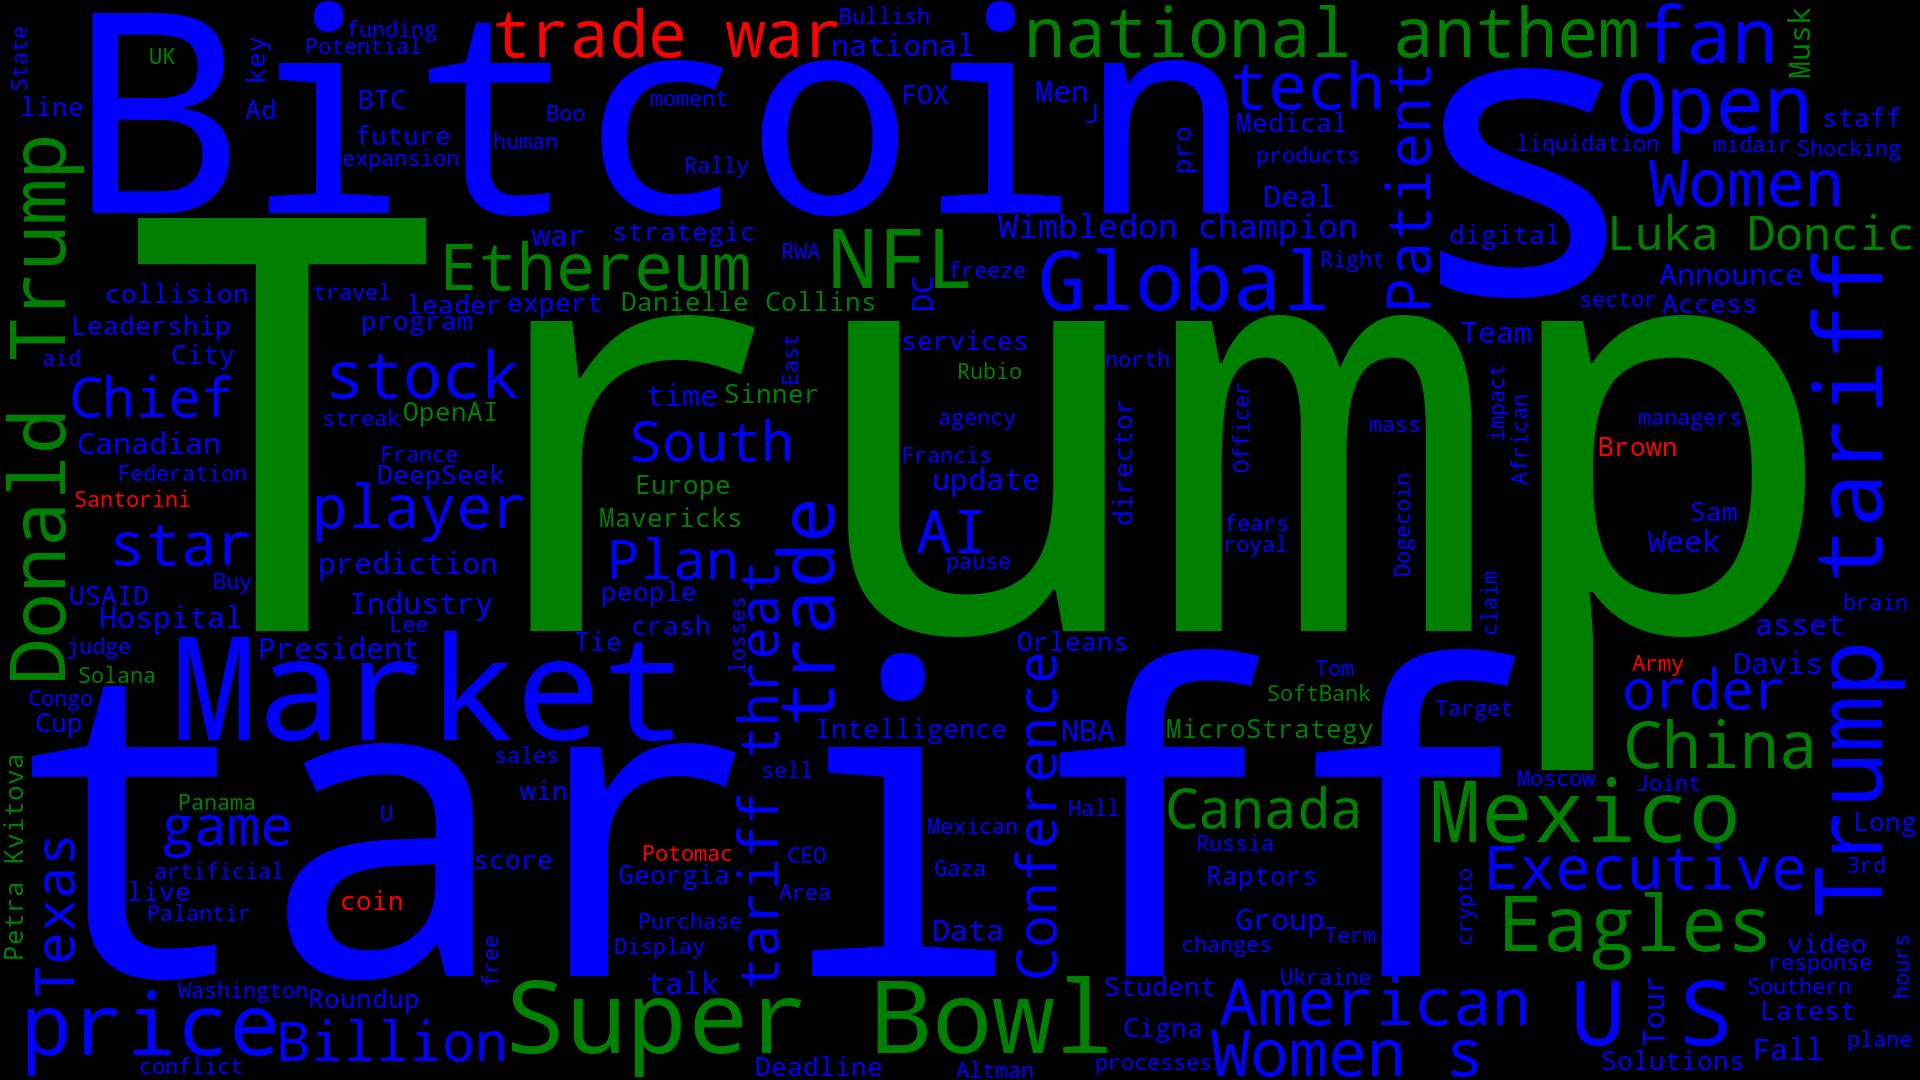 Bitcoin
s
Trump
tariff
trade war
national anthem
fan
Musk
State
UK
key
funding
Potential
Bullish
national
tech
Open
line
Ad
BTC
future
expansion
Boo
human
moment
Rally
FOX
Men
J
pro
Medical
products
Deal
Patient
staff
liquidation
midair
Shocking
Women
digital
Luka Doncic
Donald Trump
war
strategic
Ethereum
RWA
NFL
freeze
Wimbledon champion
Global
Right
Announce
sector
Access
collision
travel
leader
expert
Danielle Collins
DC
Leadership
program
services
Team
aid
City
East
Rubio
north
Chief
stock
time
Sinner
streak
OpenAI
agency
director
Officer
mass
impact
African
managers
Brown
Canadian
France
South
Francis
Federation
DeepSeek
Europe
update
Santorini
player
Mavericks
AI
fears
royal
Dogecoin
Sam
Week
star
prediction
Plan
pause
trade
Trump tariff
USAID
Buy
Industry
people
Hospital
Lee
crash
losses
claim
brain
asset
judge
President
Tie
Orleans
Solana
Market
tariff threat
Conference
Tom
SoftBank
Army
Davis
Congo
Cup
order
Intelligence
NBA
MicroStrategy
Target
China
sales
sell
Moscow
Joint
Petra Kvitova
Panama
U
win
Hall
Canada
Mexico
game
Mexican
Long
Texas
artificial
score
Potomac
CEO
Russia
Executive
3rd
live
Georgia
Gaza
Raptors
Palantir
coin
Area
crypto
Purchase
Data
Group
Term
Eagles
Display
changes
video
response
free
hours
talk
Ukraine
Washington
Roundup
Super Bowl
Student
American
U S
Tour
Southern
Latest
price
Billion
Cigna
Women s
plane
conflict
Deadline
Altman
processes
Solutions
Fall